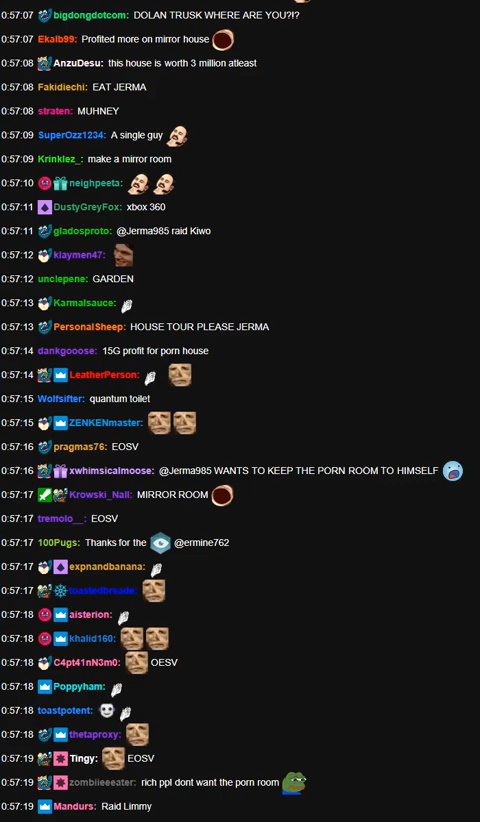 0:57:07 bigdongdotcom: DOLAN TRUSK WHERE ARE YOU?!?
0:57:07 Ekalb99: Profited more on mirror house
0:57:08 AnzuDesu: this house is worth 3 million atleast
0:57:08 Fakidiechi: EAT JERMA
0:57:08 straten: MUHNEY
0:57:09 SuperOzz1234: A single guy
0:57:09 Krinklez_: make a mirror room
0:57:10 neighpeeta:
0:57:11 DustyGreyFox: xbox 360
0:57:11 gladosproto: @Jerma985 raid Kiwo
0:57:12 klaymen47:
0:57:12 unclepene: GARDEN
0:57:13 Karmalsauce:
0:57:13 PersonalSheep: HOUSE TOUR PLEASE JERMA
0:57:14 dankgooose: 15G profit for porn house
0:57:14 LeatherPerson:
0:57:15 Wolfsifter: quantum toilet
0:57:15 ZENKENmaster:
0:57:16 pragmas76: EOSV
0:57:16 xwhimsicalmoose: @Jerma985 WANTS TO KEEP THE PORN ROOM TO HIMSELF
0:57:17 Krowski_Nall: MIRROR ROOM
0:57:17 tremolo__: EOSV
0:57:17 100Pugs: Thanks for the @ermine762
0:57:17 expnandbanana:
0:57:17 toastedbreade:
0:57:18 aisterion:
0:57:18 khalid160:
0:57:18 C4pt41nN3m0: OESV
0:57:18 Poppyham:
0:57:18 toastpotent:
0:57:18 thetaproxy:
0:57:19 Tingy: EOSV
0:57:19 zombiieeeater: rich ppl dont want the porn room
0:57:19 Mandurs: Raid Limmy